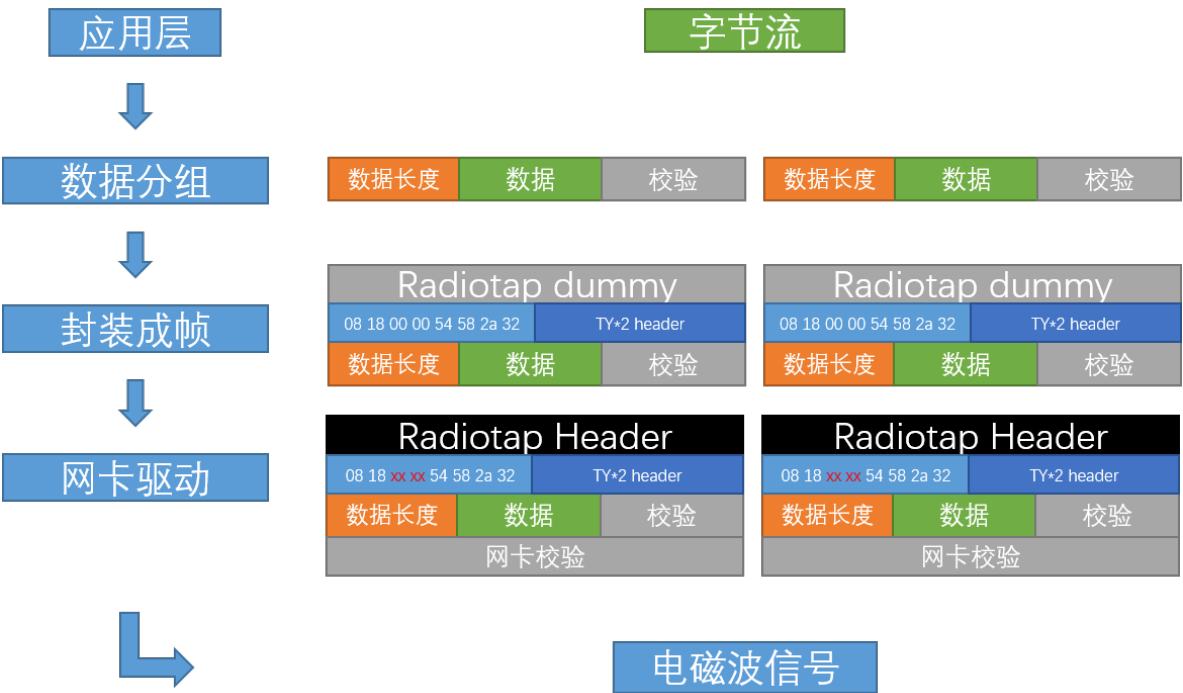 应用层 字节流
数据分组 数据长度 数据 校验 数据长度 数据 校验
Radiotap dummy Radiotap dummy
封装成帧 08 18 00 00 54 58 2a 32 TY*2 header 08 18 00 00 54 58 2a 32 TY*2 header
数据长度 数据 校验 数据长度 数据 校验
Radiotap Header Radiotap Header
网卡驱动 08 18 xx xx 54 58 2a 32 TY*2 header 08 18 xx xx 54 58 2a 32 TY*2 header
数据长度 数据 校验 数据长度 数据 校验
网卡校验 网卡校验
电磁波信号